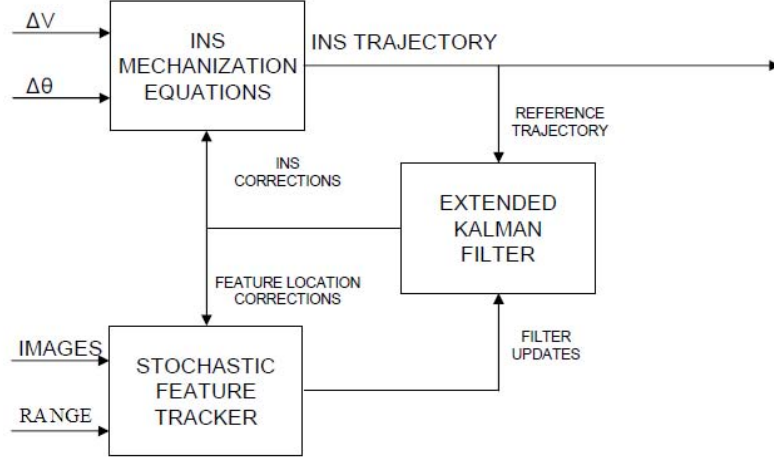 ΔV
INS
MECHANIZATION
EQUATIONS
INS TRAJECTORY
Δθ
REFERENCE
TRAJECTORY
INS
CORRECTIONS
EXTENDED
KALMAN
FILTER
FEATURE LOCATION
CORRECTIONS
IMAGES
STOCHASTIC
FEATURE
TRACKER
FILTER
UPDATES
RANGE